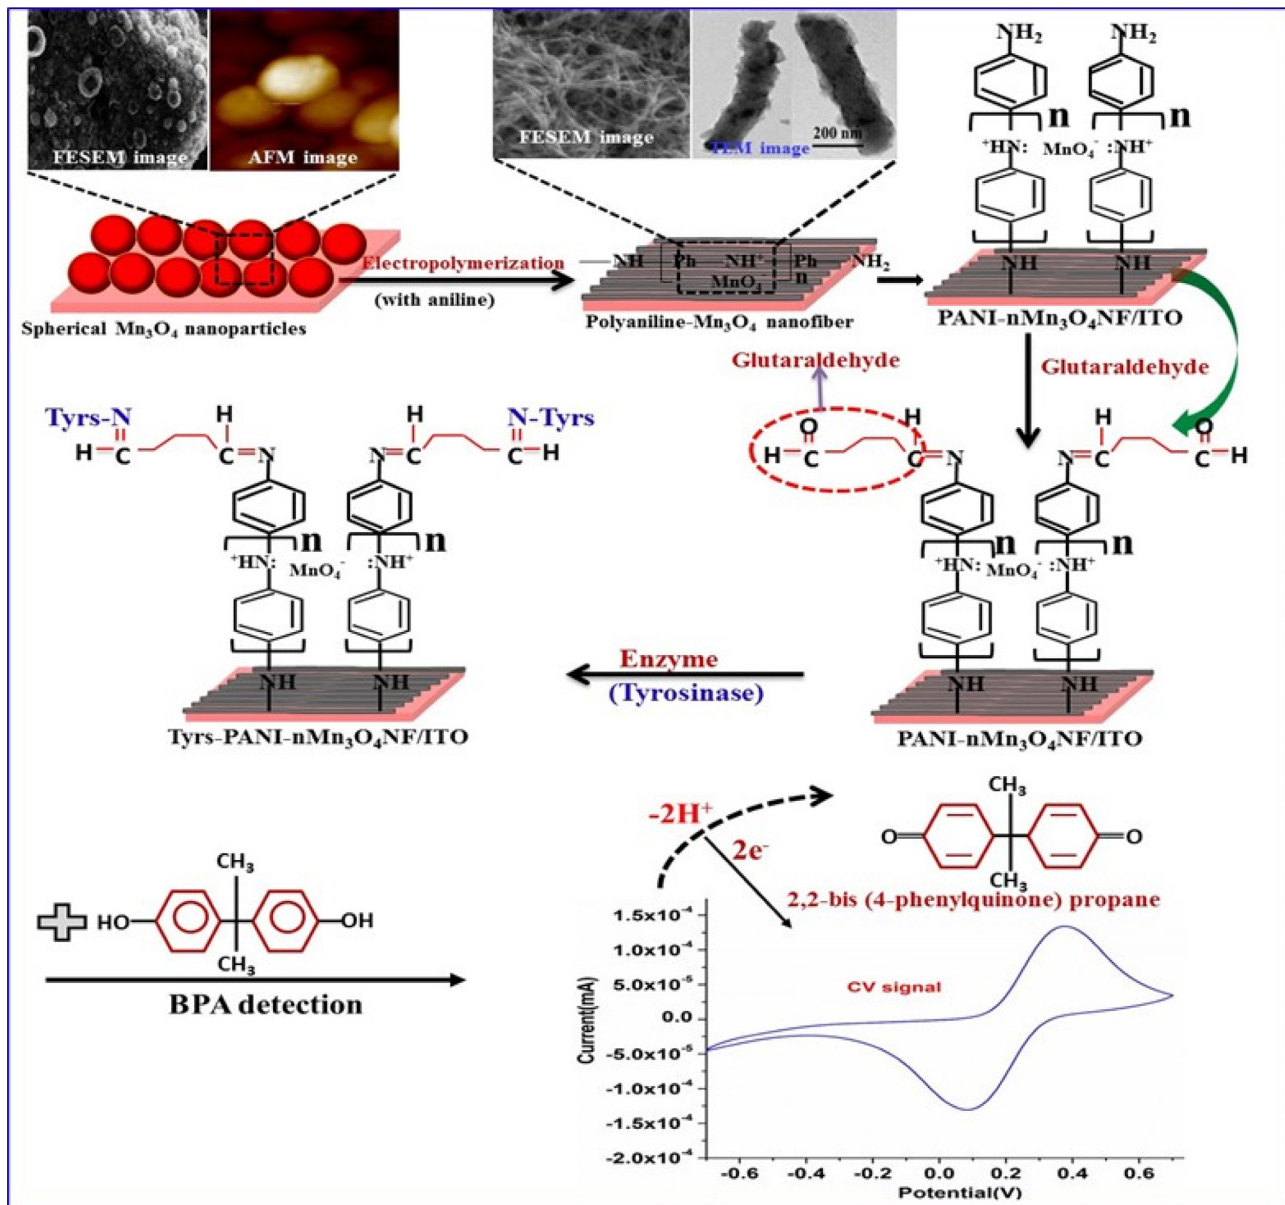 FESEM image
AFM image
FESEM image
TEM image
200 nm
NH₂
NH₂
n
n
⁺HN:
MnO₄⁻
:NH⁺
NH
NH
Electropolymerization
(with aniline)
NH
Ph
NH⁺
Ph
n
NH₂
MnO₄⁻
Spherical Mn₃O₄ nanoparticles
Polyaniline-Mn₃O₄ nanofiber
PANI-nMn₃O₄NF/ITO
Glutaraldehyde
Glutaraldehyde
Tyrs-N
H
H
N-Tyrs
H
C
C
N
N
C
C
H
n
n
⁺HN:
MnO₄⁻
:NH⁺
NH
NH
Tyrs-PANI-nMn₃O₄NF/ITO
O
H
H
O
H
C
C
N
N
C
C
H
n
n
⁺HN:
MnO₄⁻
:NH⁺
NH
NH
PANI-nMn₃O₄NF/ITO
Enzyme
(Tyrosinase)
-2H⁺
2e⁻
CH₃
O
O
CH₃
2,2-bis (4-phenylquinone) propane
CH₃
HO
OH
CH₃
BPA detection
1.5x10⁻⁴
1.0x10⁻⁴
5.0x10⁻⁵
0.0
-5.0x10⁻⁵
-1.0x10⁻⁴
-1.5x10⁻⁴
-2.0x10⁻⁴
Current(mA)
CV signal
-0.6
-0.4
-0.2
0.0
0.2
0.4
0.6
Potential(V)